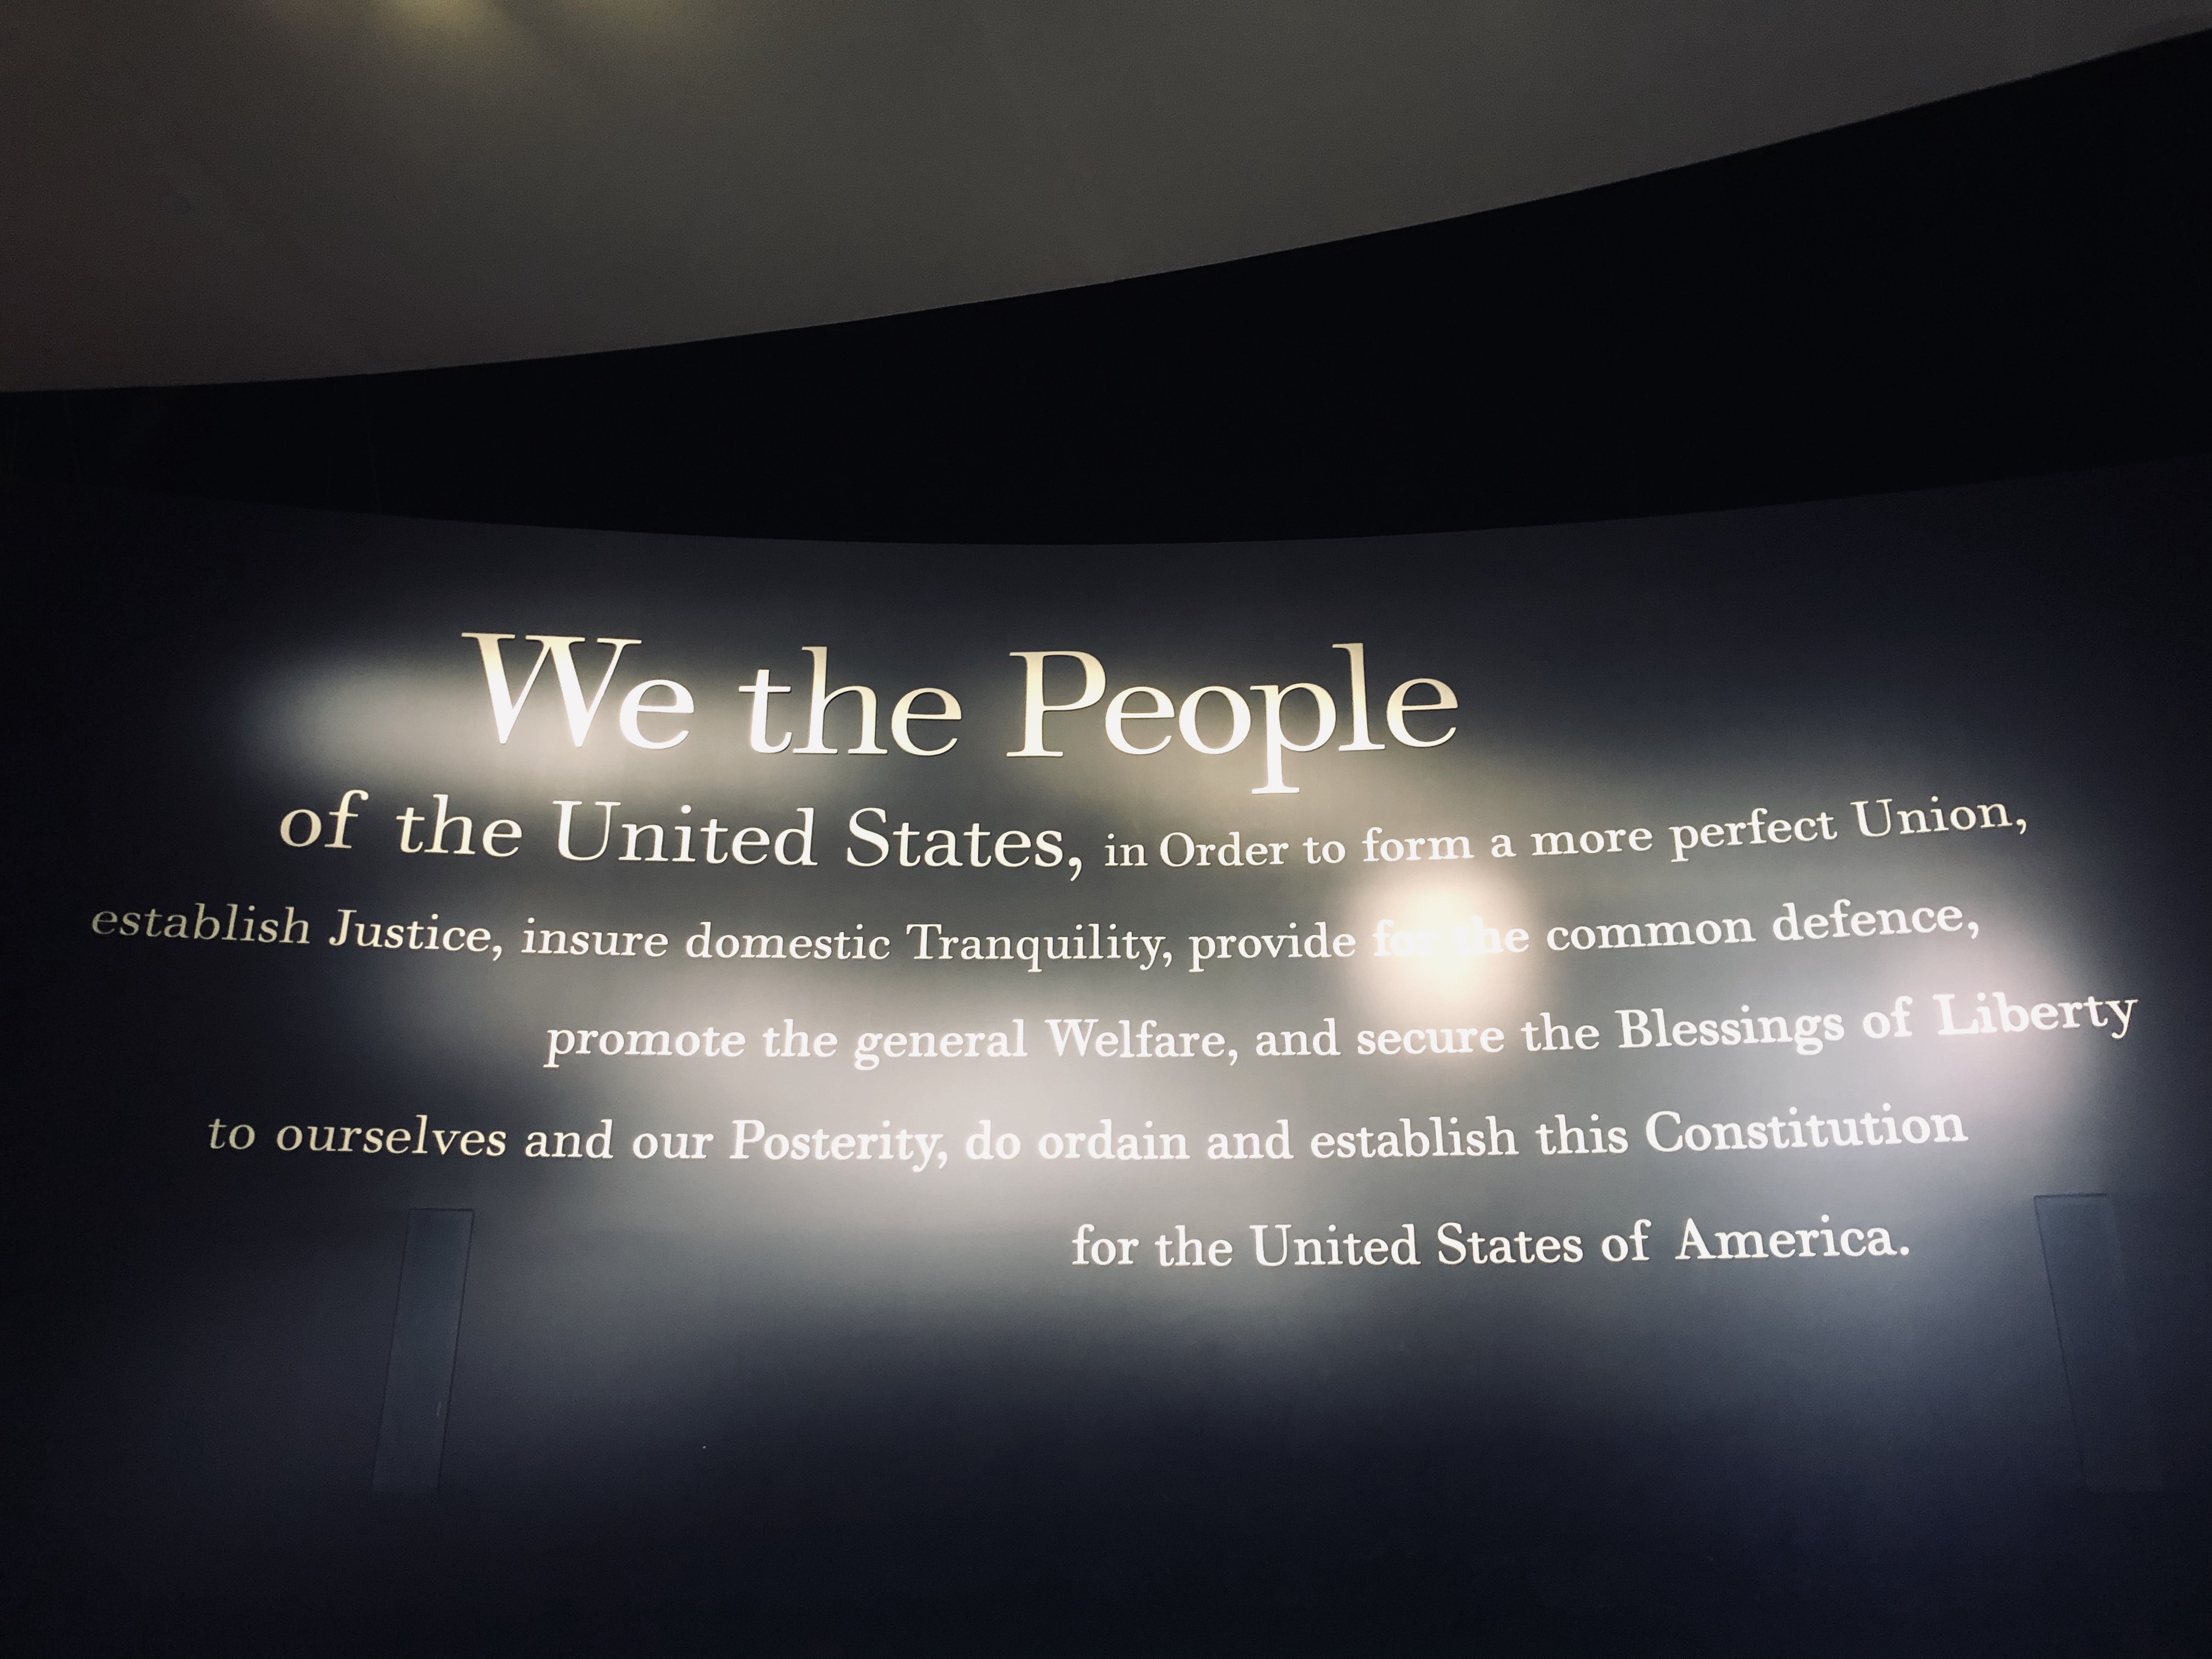 We the People
of the United States, in Order to form a more perfect Union,
establish Justice, insure domestic Tranquility, provide for the common defence,
promote the general Welfare, and secure the Blessings of Liberty
to ourselves and our Posterity, do ordain and establish this Constitution
for the United States of America.